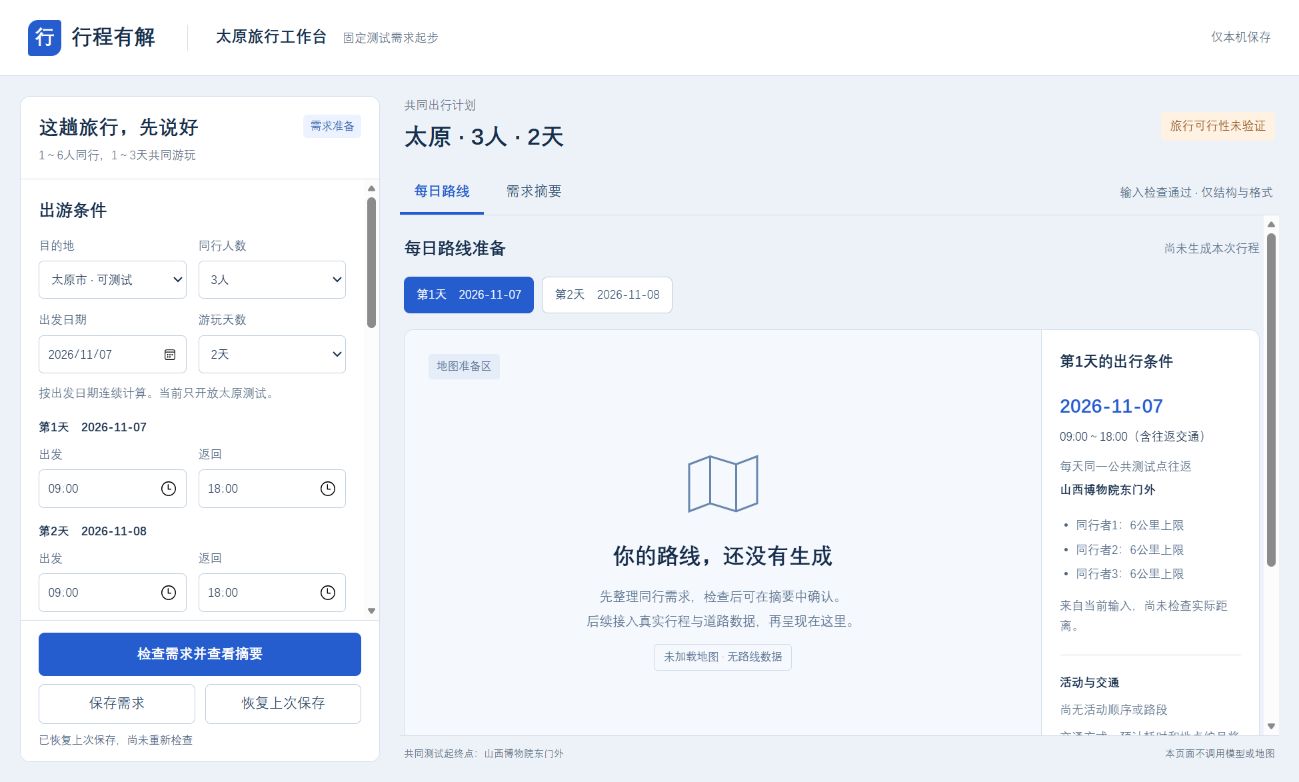 行 行程有解
太原旅行工作台 固定测试需求起步
仅本机保存
这趟旅行，先说好
需求准备
1～6人同行，1～3天共同游玩
出游条件
目的地 同行人数
太原市 · 可测试 3人
出发日期 游玩天数
2026/11/07 2天
按出发日期连续计算。当前只开放太原测试。
第1天 2026-11-07
出发 返回
09:00 18:00
第2天 2026-11-08
出发 返回
09:00 18:00
检查需求并查看摘要
保存需求 恢复上次保存
已恢复上次保存，尚未重新检查
共同出行计划
太原 · 3人 · 2天
旅行可行性未验证
每日路线 需求摘要
输入检查通过 · 仅结构与格式
每日路线准备
尚未生成本次行程
第1天 2026-11-07 第2天 2026-11-08
地图准备区
你的路线，还没有生成
先整理同行需求，检查后可在摘要中确认。
后续接入真实行程与道路数据，再呈现在这里。
未加载地图 · 无路线数据
第1天的出行条件
2026-11-07
09:00～18:00（含往返交通）
每天同一公共测试点往返
山西博物院东门外
• 同行者1：6公里上限
• 同行者2：6公里上限
• 同行者3：6公里上限
来自当前输入，尚未检查实际距
离。
活动与交通
尚无活动顺序或路段
共同测试起终点：山西博物院东门外
本页面不调用模型或地图